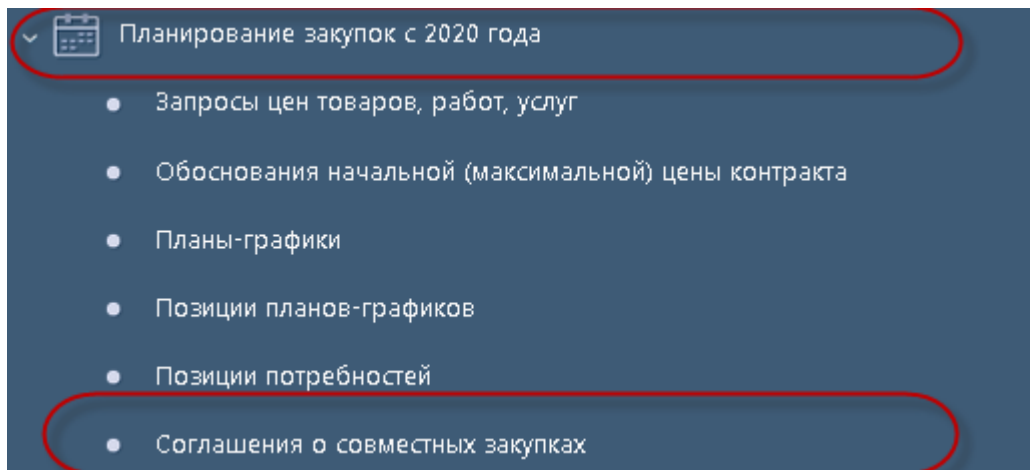 Планирование закупок с 2020 года
Запросы цен товаров, работ, услуг
Обоснования начальной (максимальной) цены контракта
Планы-графики
Позиции планов-графиков
Позиции потребностей
Соглашения о совместных закупках